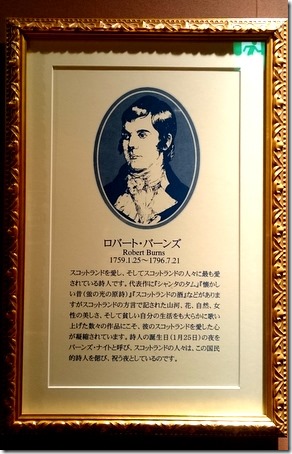 ロバート・バーンズ
Robert Burns
1759.1.25～1796.7.21
スコットランドを愛し、そしてスコットランドの人々に最も愛
されている詩人です。代表作に『シャンタのタム』、『懐かし
い昔(蛍の光の原詩)』、『スコットランドの酒』などがありま
すがスコットランドの方言で記された山河、花、自然、女
性の美しさ、そして貧しい自分の生活をも大らかに歌い
上げた数々の作品にこそ、彼のスコットランドを愛した心
が凝縮されています。詩人の誕生日(1月25日)の夜を
バーンズ・ナイトと呼び、スコットランドの人々は、この国民
的詩人を偲び、祝う夜としているのです。